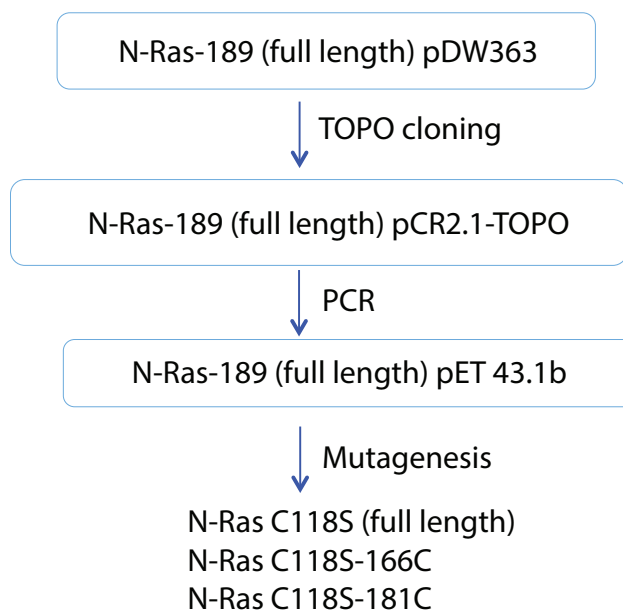 N-Ras-189 (full length) pDW363
TOPO cloning
N-Ras-189 (full length) pCR2.1-TOPO
PCR
N-Ras-189 (full length) pET 43.1b
Mutagenesis
N-Ras C118S (full length)
N-Ras C118S-166C
N-Ras C118S-181C